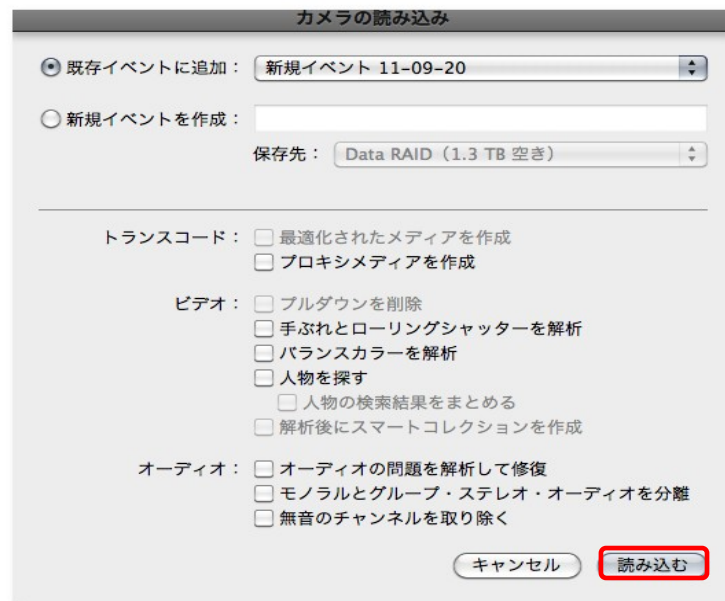 カメラの読み込み
既存イベントに追加： 新規イベント 11-09-20
新規イベントを作成：
保存先： Data RAID（1.3 TB 空き）
トランスコード： 最適化されたメディアを作成
プロキシメディアを作成
ビデオ： プルダウンを削除
手ぶれとローリングシャッターを解析
バランスカラーを解析
人物を探す
人物の検索結果をまとめる
解析後にスマートコレクションを作成
オーディオ： オーディオの問題を解析して修復
モノラルとグループ・ステレオ・オーディオを分離
無音のチャンネルを取り除く
キャンセル 読み込む